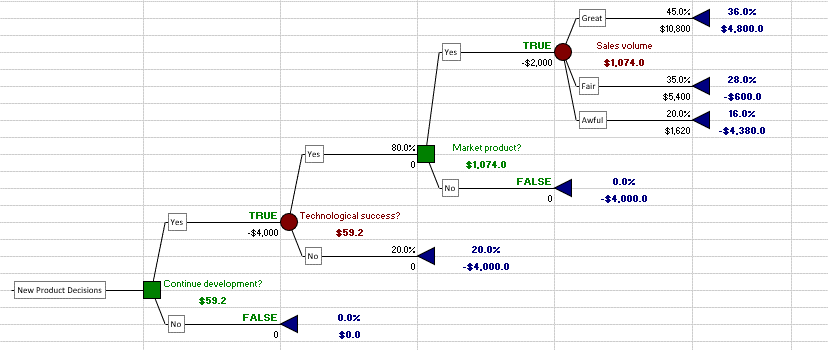 Great 45.0% 36.0%
$10,800 $4,800.0
Yes TRUE Sales volume
-$2,000 $1,074.0
Fair 35.0% 28.0%
$5,400 -$600.0
Awful 20.0% 16.0%
$1,620 -$4,380.0
Yes 80.0% Market product?
0 $1,074.0
No FALSE 0.0%
0 -$4,000.0
Yes TRUE Technological success?
-$4,000 $59.2
No 20.0% 20.0%
0 -$4,000.0
New Product Decisions Continue development?
$59.2
No FALSE 0.0%
0 $0.0